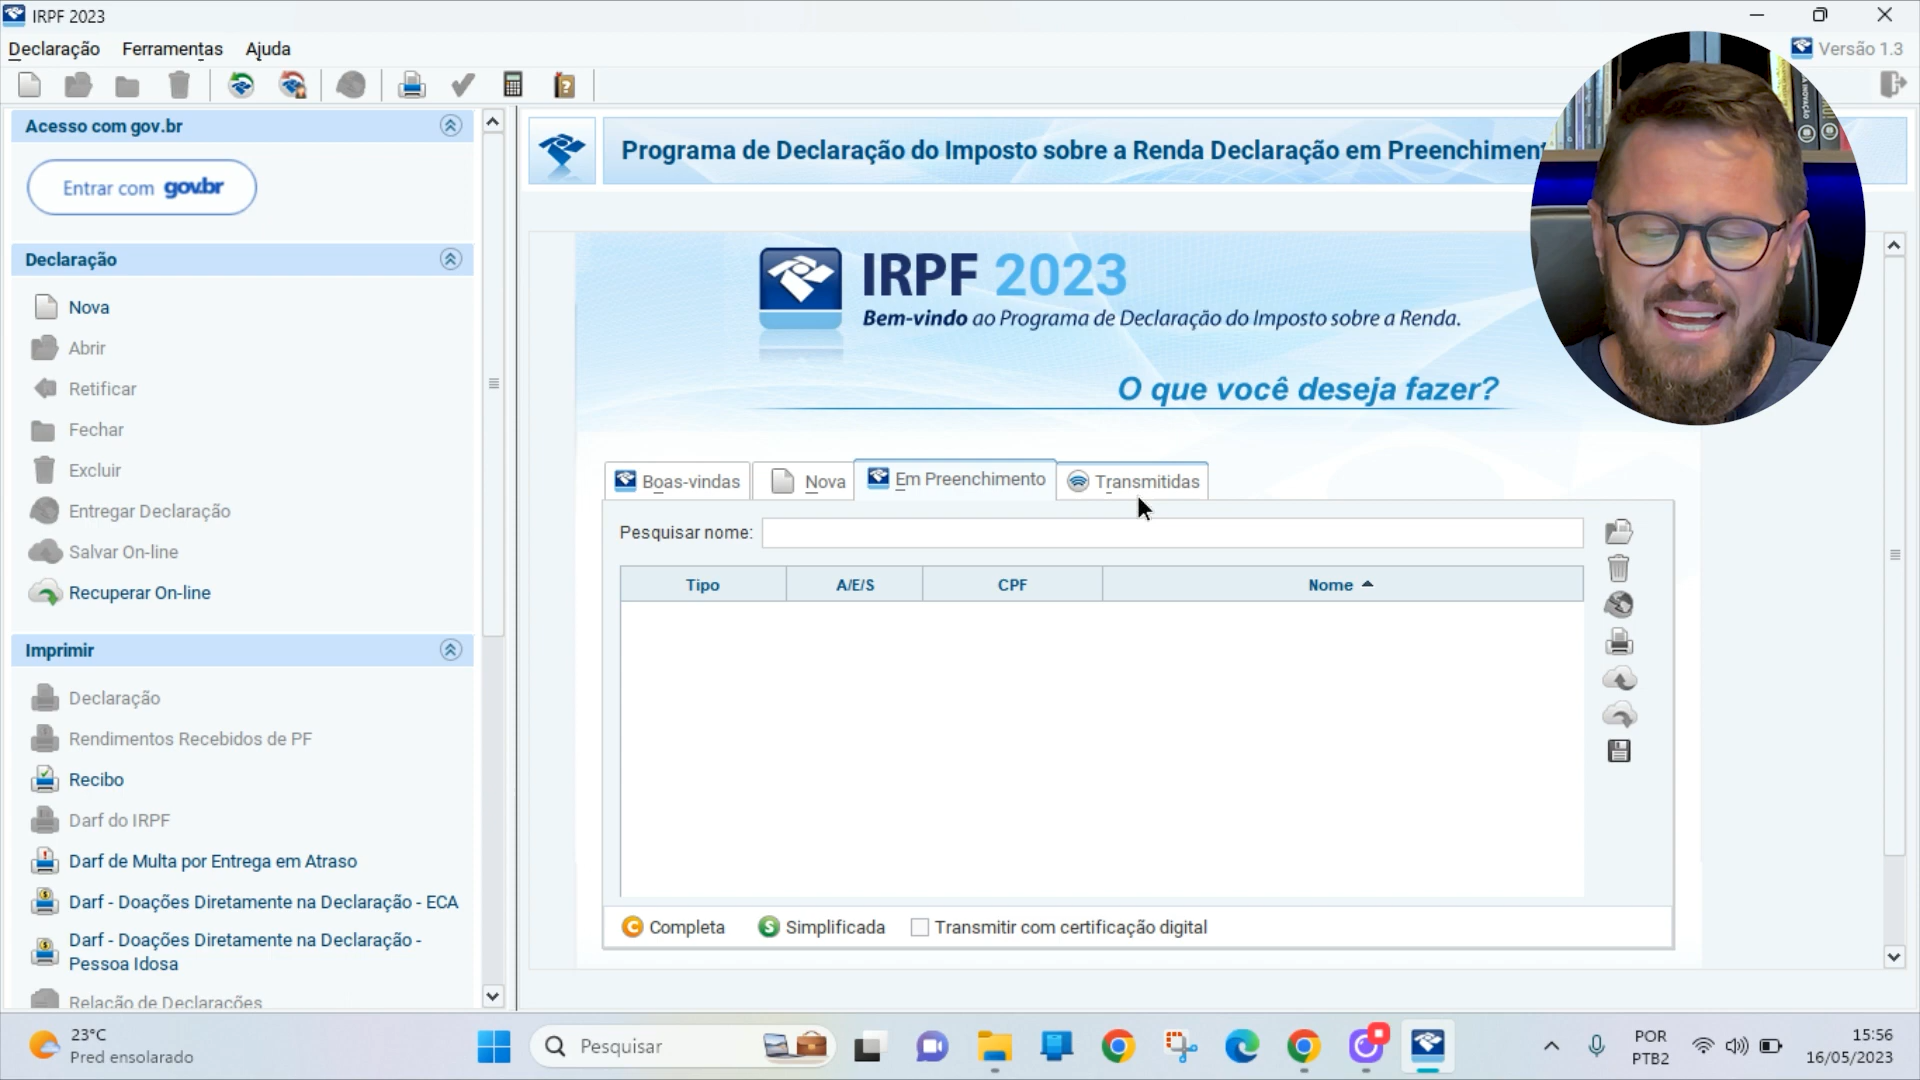 IRPF 2023
Declaração Ferramentas Ajuda
Versão 1.3
Acesso com gov.br
Entrar com gov.br
Declaração
Nova
Abrir
Retificar
Fechar
Excluir
Entregar Declaração
Salvar On-line
Recuperar On-line
Imprimir
Declaração
Rendimentos Recebidos de PF
Recibo
Darf do IRPF
Darf de Multa por Entrega em Atraso
Darf - Doações Diretamente na Declaração - ECA
Darf - Doações Diretamente na Declaração -
Pessoa Idosa
Relação de Declarações
Programa de Declaração do Imposto sobre a Renda Declaração em Preenchimen
IRPF 2023
Bem-vindo ao Programa de Declaração do Imposto sobre a Renda.
O que você deseja fazer?
Boas-vindas Nova Em Preenchimento Transmitidas
Pesquisar nome:
Tipo A/E/S CPF Nome
C Completa S Simplificada Transmitir com certificação digital
A INOVAÇÃO
23°C
Pred ensolarado
Pesquisar
POR
PTB2
15:56
16/05/2023